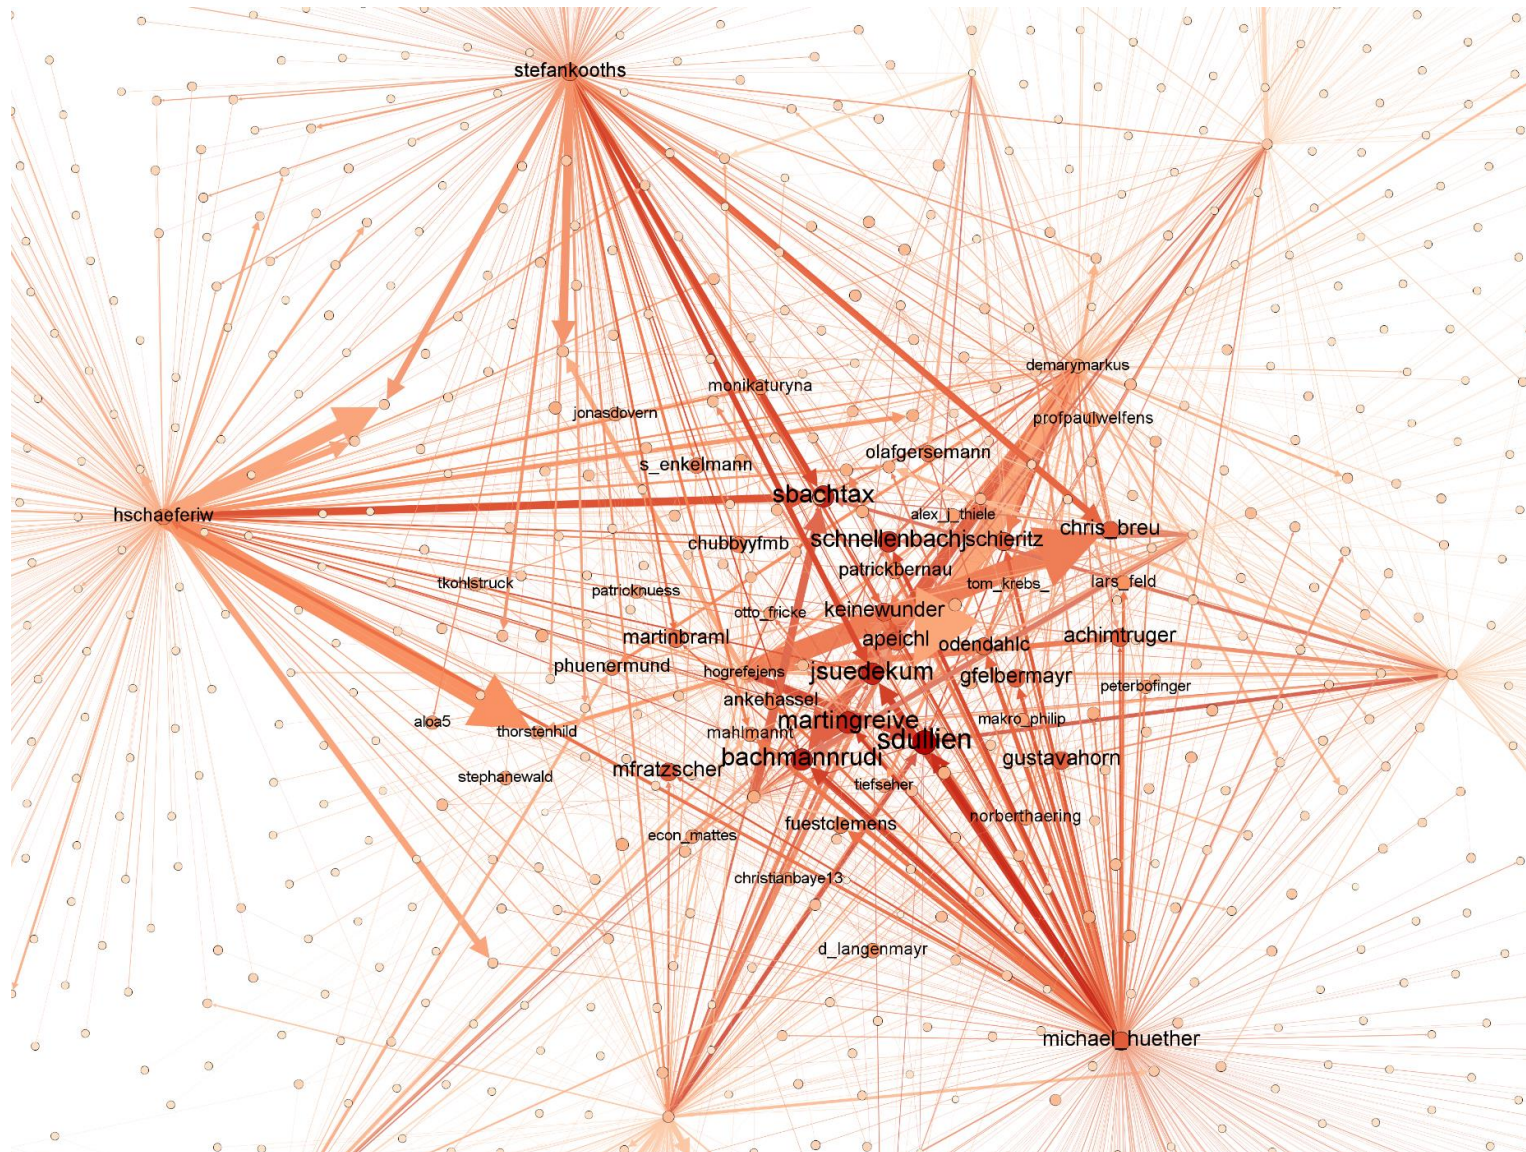 stefankooths
demarymarkus
monikaturyna
jonasdovern
profpaulwelfens
olafgersemann
s_enkelmann
sbachtax
hschaeferiw
alex_j_thiele
chris_breu
schnellenbachj
schieritz
chubbyyfmb
patrickbernau
tkohlstruck
patricknuess
tom_krebs_
lars_feld
otto_fricke
keinewunder
martinbraml
apeichl
odendahlc
achimtruger
phuenermund
hogrefejens
jsuedekum
gfelbermayr
peterbofinger
ankehassel
aloa5
thorstenhild
mahlmannt
martingreive
makro_philip
sdullien
bachmannrudi
gustavahorn
stephanewald
mfratzscher
tiefseher
econ_mattes
fuestclemens
norberthaering
christianbaye13
d_langenmayr
michael_huether